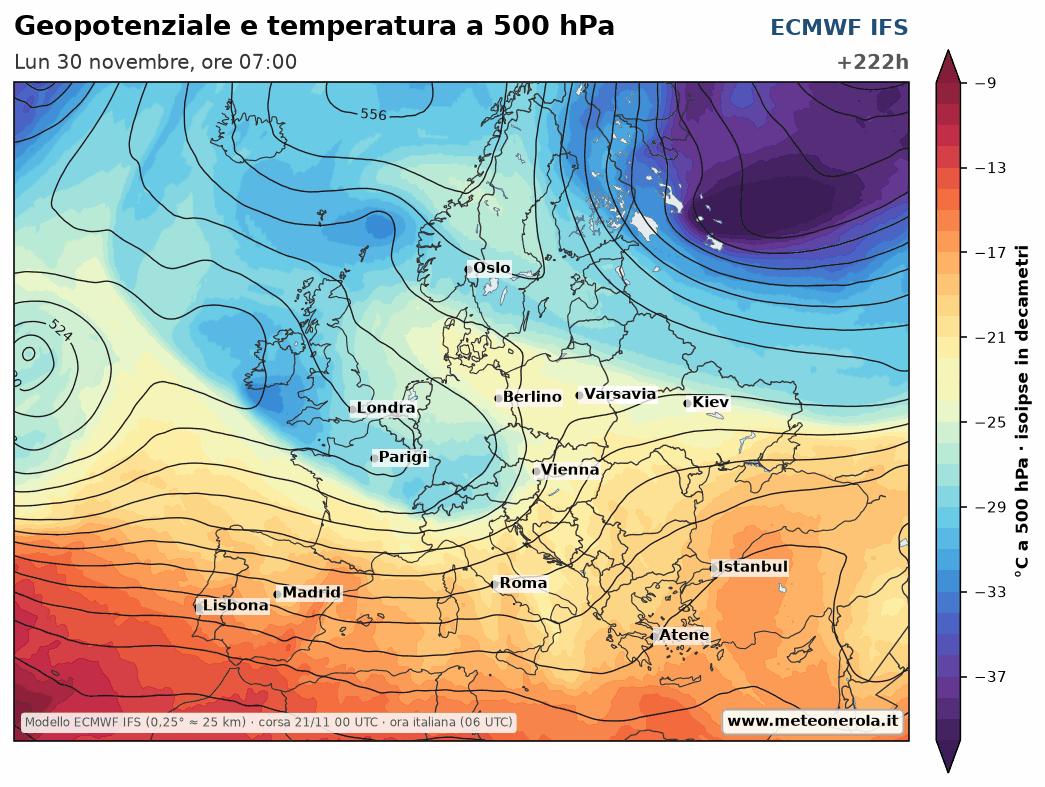 Geopotenziale e temperatura a 500 hPa
ECMWF IFS
Lun 30 novembre, ore 07:00
+222h
556
524
Oslo
Londra
Berlino
Varsavia
Kiev
Parigi
Vienna
Istanbul
Roma
Madrid
Lisbona
Atene
−9
−13
−17
−21
−25
−29
−33
−37
°C a 500 hPa · isoipse in decametri
Modello ECMWF IFS (0,25° ≈ 25 km) · corsa 21/11 00 UTC · ora italiana (06 UTC)
www.meteonerola.it